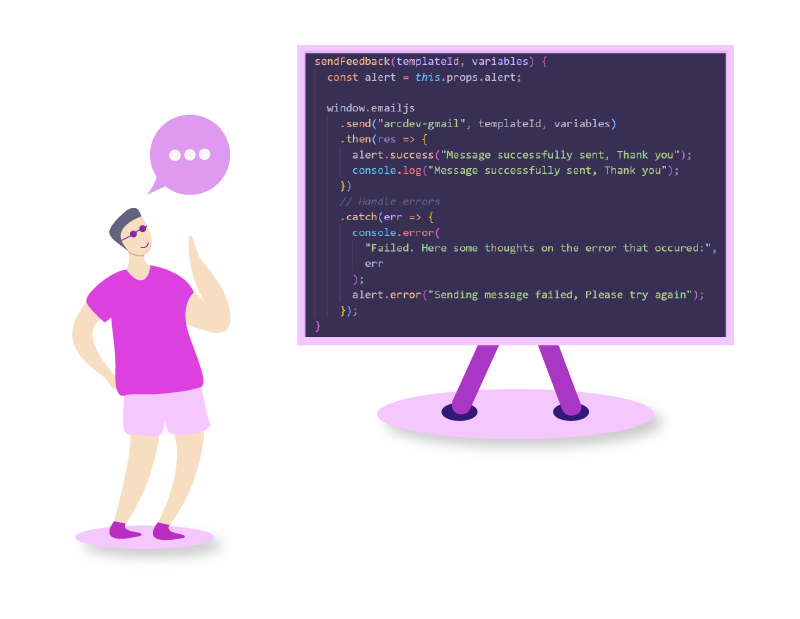 sendFeedback(templateId, variables) {
const alert = this.props.alert;
window.emailjs
.send("arcdev-gmail", templateId, variables)
.then(res => {
alert.success("Message successfully sent, Thank you");
console.log("Message successfully sent, Thank you");
})
// Handle errors
.catch(err => {
console.error(
"Failed. Here some thoughts on the error that occured:",
err
);
alert.error("Sending message failed, Please try again");
});
}